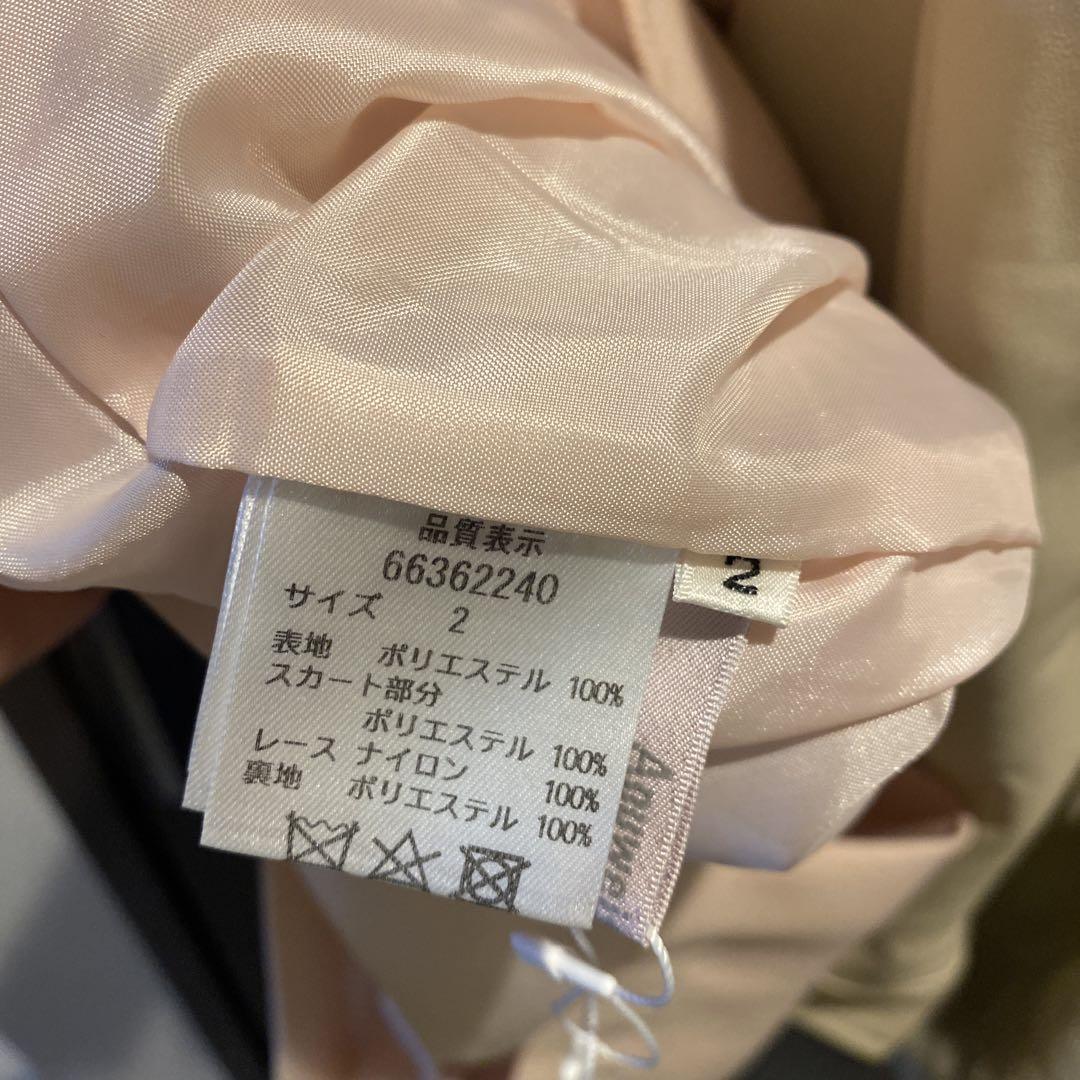 品質表示
66362240
サイズ 2
表地 ポリエステル 100%
スカート部分
ポリエステル 100%
レース ナイロン 100%
裏地 ポリエステル 100%
2